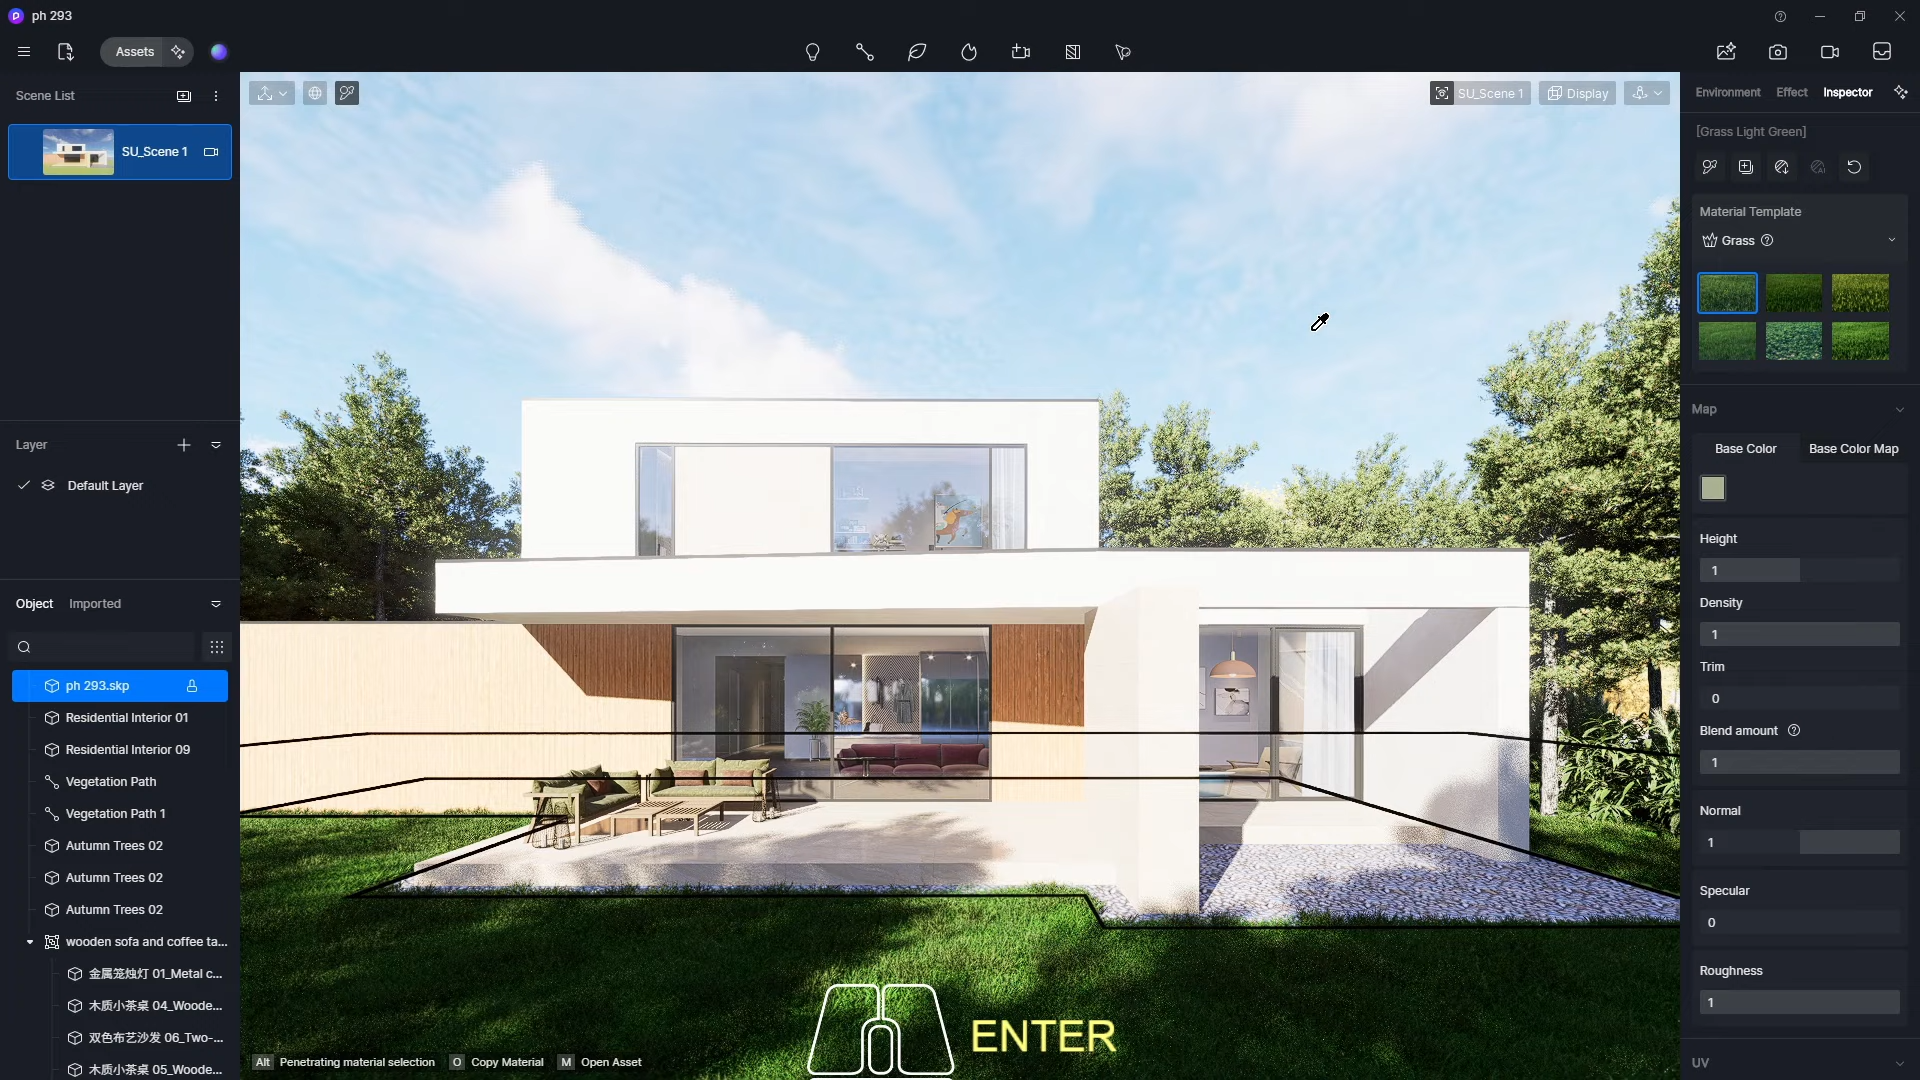 ph 293
Assets
Scene List
SU_Scene 1
Layer
Default Layer
Object Imported
ph 293.skp
Residential Interior 01
Residential Interior 09
Vegetation Path
Vegetation Path 1
Autumn Trees 02
Autumn Trees 02
Autumn Trees 02
wooden sofa and coffee ta...
金属笼烛灯 01_Metal c...
木质小茶桌 04_Woode...
双色布艺沙发 06_Two-...
木质小茶桌 05_Woode...
SU_Scene 1
Display
Alt Penetrating material selection O Copy Material M Open Asset
ENTER
Environment Effect Inspector
[Grass Light Green]
Material Template
Grass
Map
Base Color Base Color Map
Height
1
Density
1
Trim
0
Blend amount
1
Normal
1
Specular
0
Roughness
1
UV